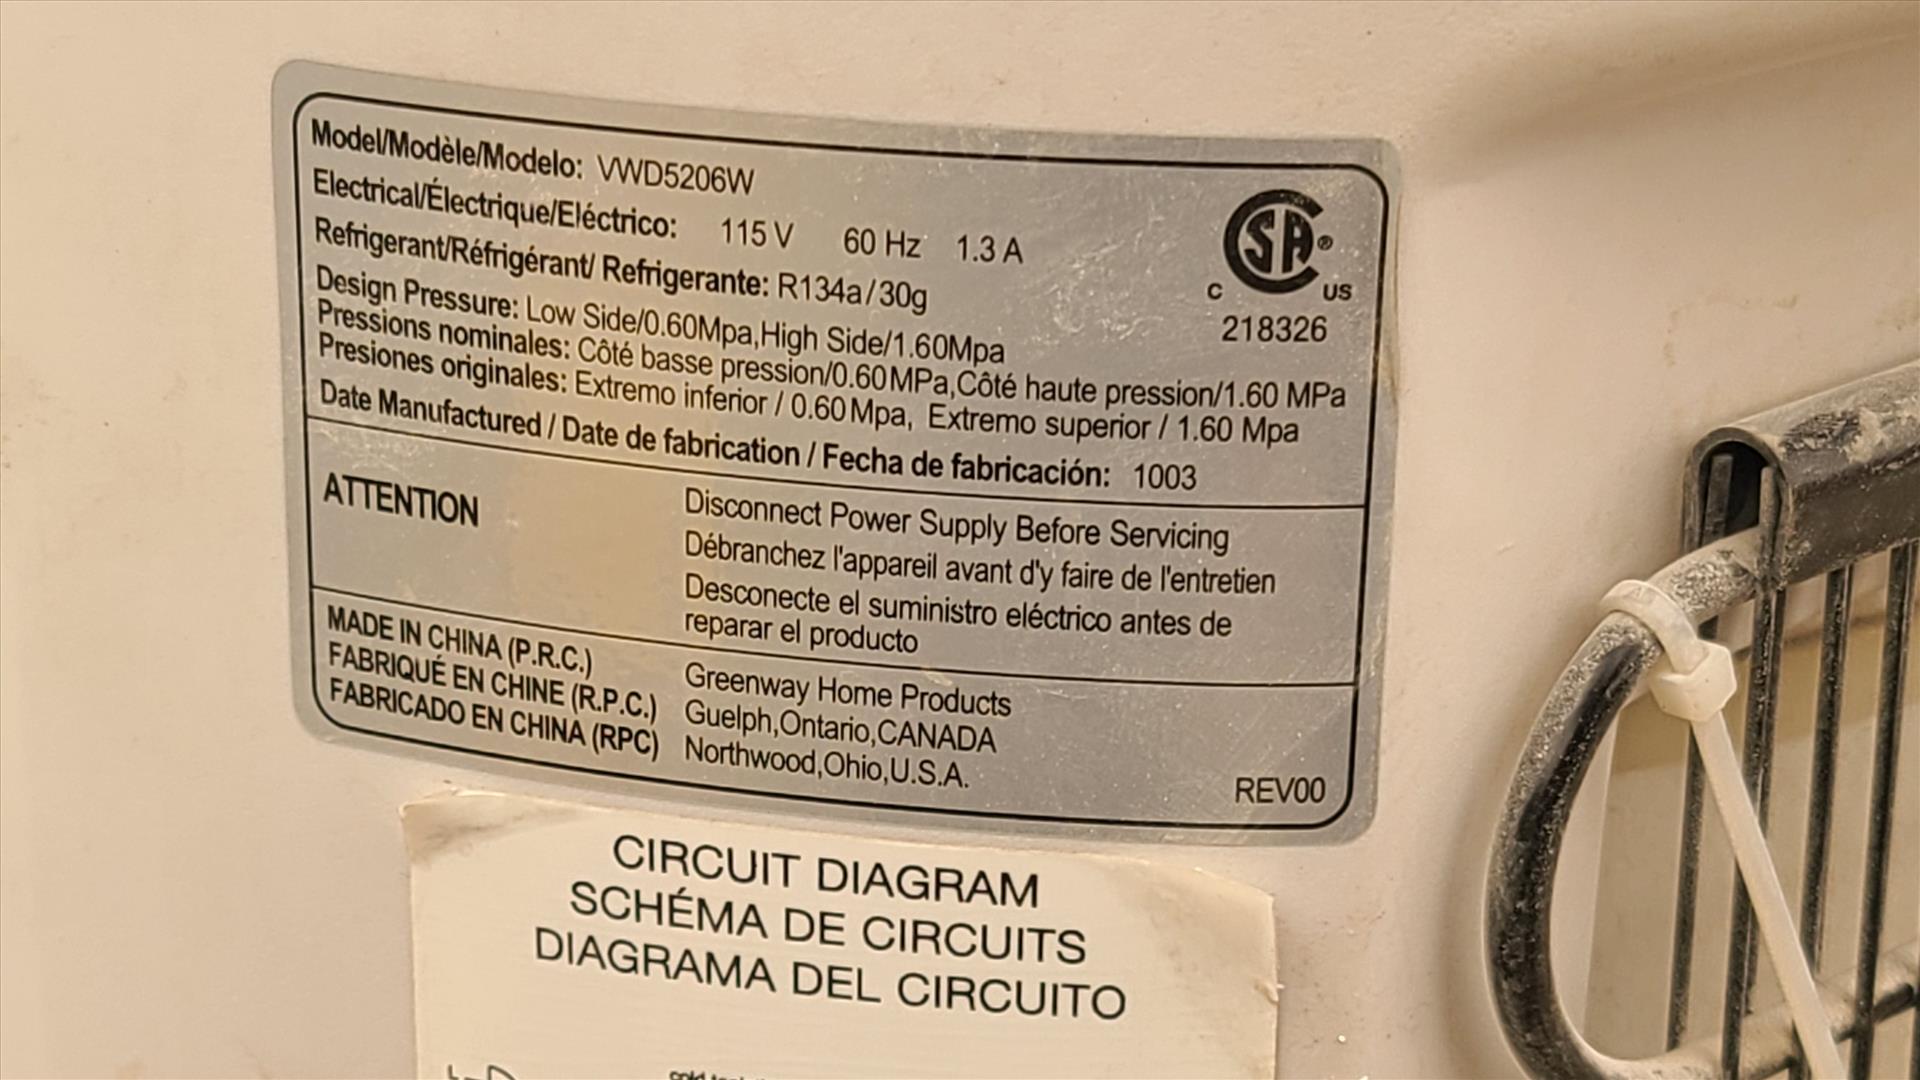 Model/Modèle/Modelo: VWD5206W
Electrical/Électrique/Eléctrico: 115 V 60 Hz 1.3 A
Refrigerant/Réfrigérant/ Refrigerante: R134a/30g
Design Pressure: Low Side/0.60Mpa,High Side/1.60Mpa
Pressions nominales: Côté basse pression/0.60MPa,Côté haute pression/1.60 MPa
Presiones originales: Extremo inferior / 0.60Mpa, Extremo superior / 1.60 Mpa
Date Manufactured / Date de fabrication / Fecha de fabricación: 1003
SA®
C US
218326
ATTENTION
Disconnect Power Supply Before Servicing
Débranchez l'appareil avant d'y faire de l'entretien
Desconecte el suministro eléctrico antes de
reparar el producto
MADE IN CHINA (P.R.C.)
FABRIQUÉ EN CHINE (R.P.C.)
FABRICADO EN CHINA (RPC)
Greenway Home Products
Guelph,Ontario,CANADA
Northwood,Ohio,U.S.A.
REV00
CIRCUIT DIAGRAM
SCHÉMA DE CIRCUITS
DIAGRAMA DEL CIRCUITO